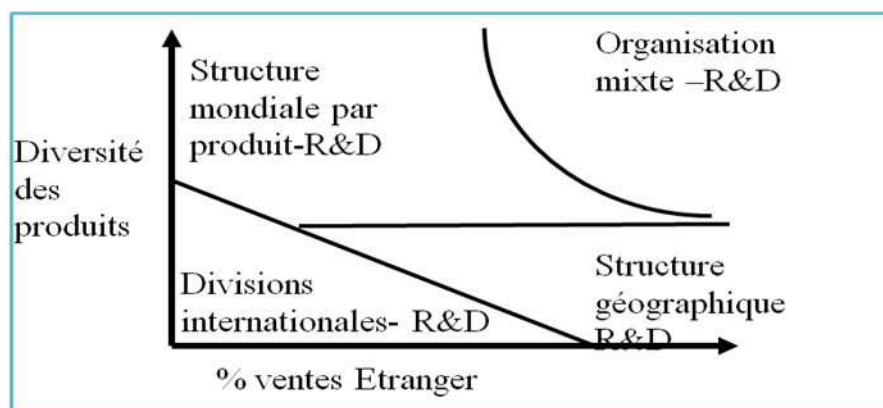 Structure
mondiale par
produit-R&D
Organisation
mixte –R&D
Diversité
des
produits
Divisions
internationales- R&D
Structure
géographique
R&D
% ventes Etranger